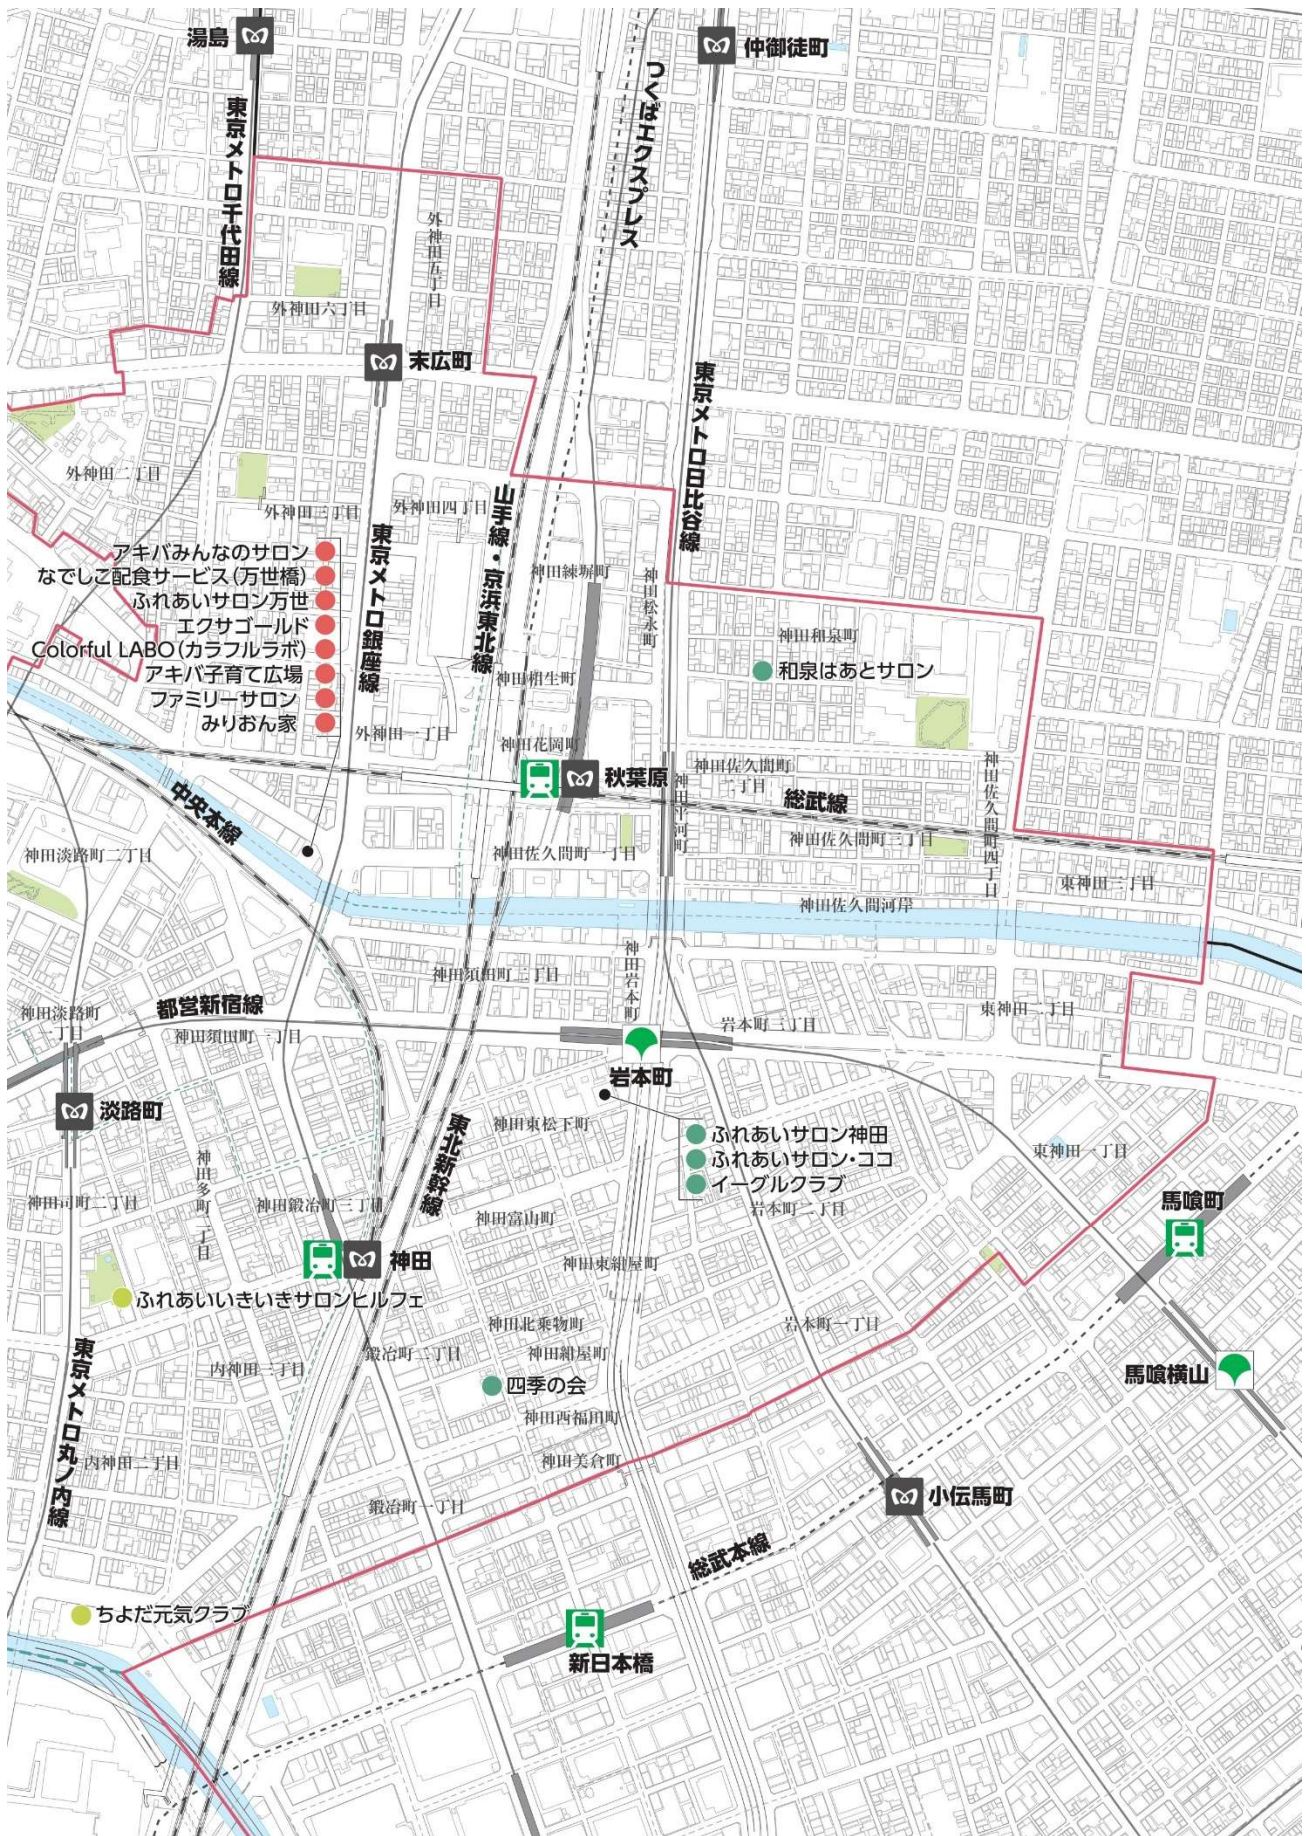 湯島
仲御徒町
つくばエクスプレス
東京メトロ千代田線
外神田五丁目
外神田六丁目
末広町
東京メトロ日比谷線
外神田二丁目
外神田三丁目
外神田四丁目
山手線・京浜東北線
東京メトロ銀座線
アキバみんなのサロン
なでしこ配食サービス(万世橋)
ふれあいサロン万世
エクサゴールド
Colorful LABO(カラフルラボ)
アキバ子育て広場
ファミリーサロン
みりおん家
神田練塀町
神田松永町
神田和泉町
和泉はあとサロン
神田相生町
外神田一丁目
神田花岡町
秋葉原
神田佐久間町
二丁目
神田平河町
総武線
神田佐久間町三丁目
神田佐久間町四丁目
中央本線
神田淡路町二丁目
神田佐久間町一丁目
東神田三丁目
神田佐久間河岸
神田須田町二丁目
神田岩本町
都営新宿線
神田淡路町
一丁目
神田須田町一丁目
岩本町三丁目
東神田二丁目
岩本町
淡路町
神田東松下町
東北新幹線
ふれあいサロン神田
ふれあいサロン・ココ
イーグルクラブ
東神田一丁目
神田司町二丁目
神田多町二丁目
神田鍛冶町三丁目
神田富山町
岩本町二丁目
馬喰町
神田
神田東紺屋町
ふれあいいきいきサロンヒルフェ
神田北乗物町
岩本町一丁目
内神田三丁目
鍛冶町二丁目
神田紺屋町
馬喰横山
四季の会
神田西福田町
東京メトロ丸ノ内線
内神田二丁目
神田美倉町
鍛冶町一丁目
小伝馬町
総武本線
ちよだ元気クラブ
新日本橋